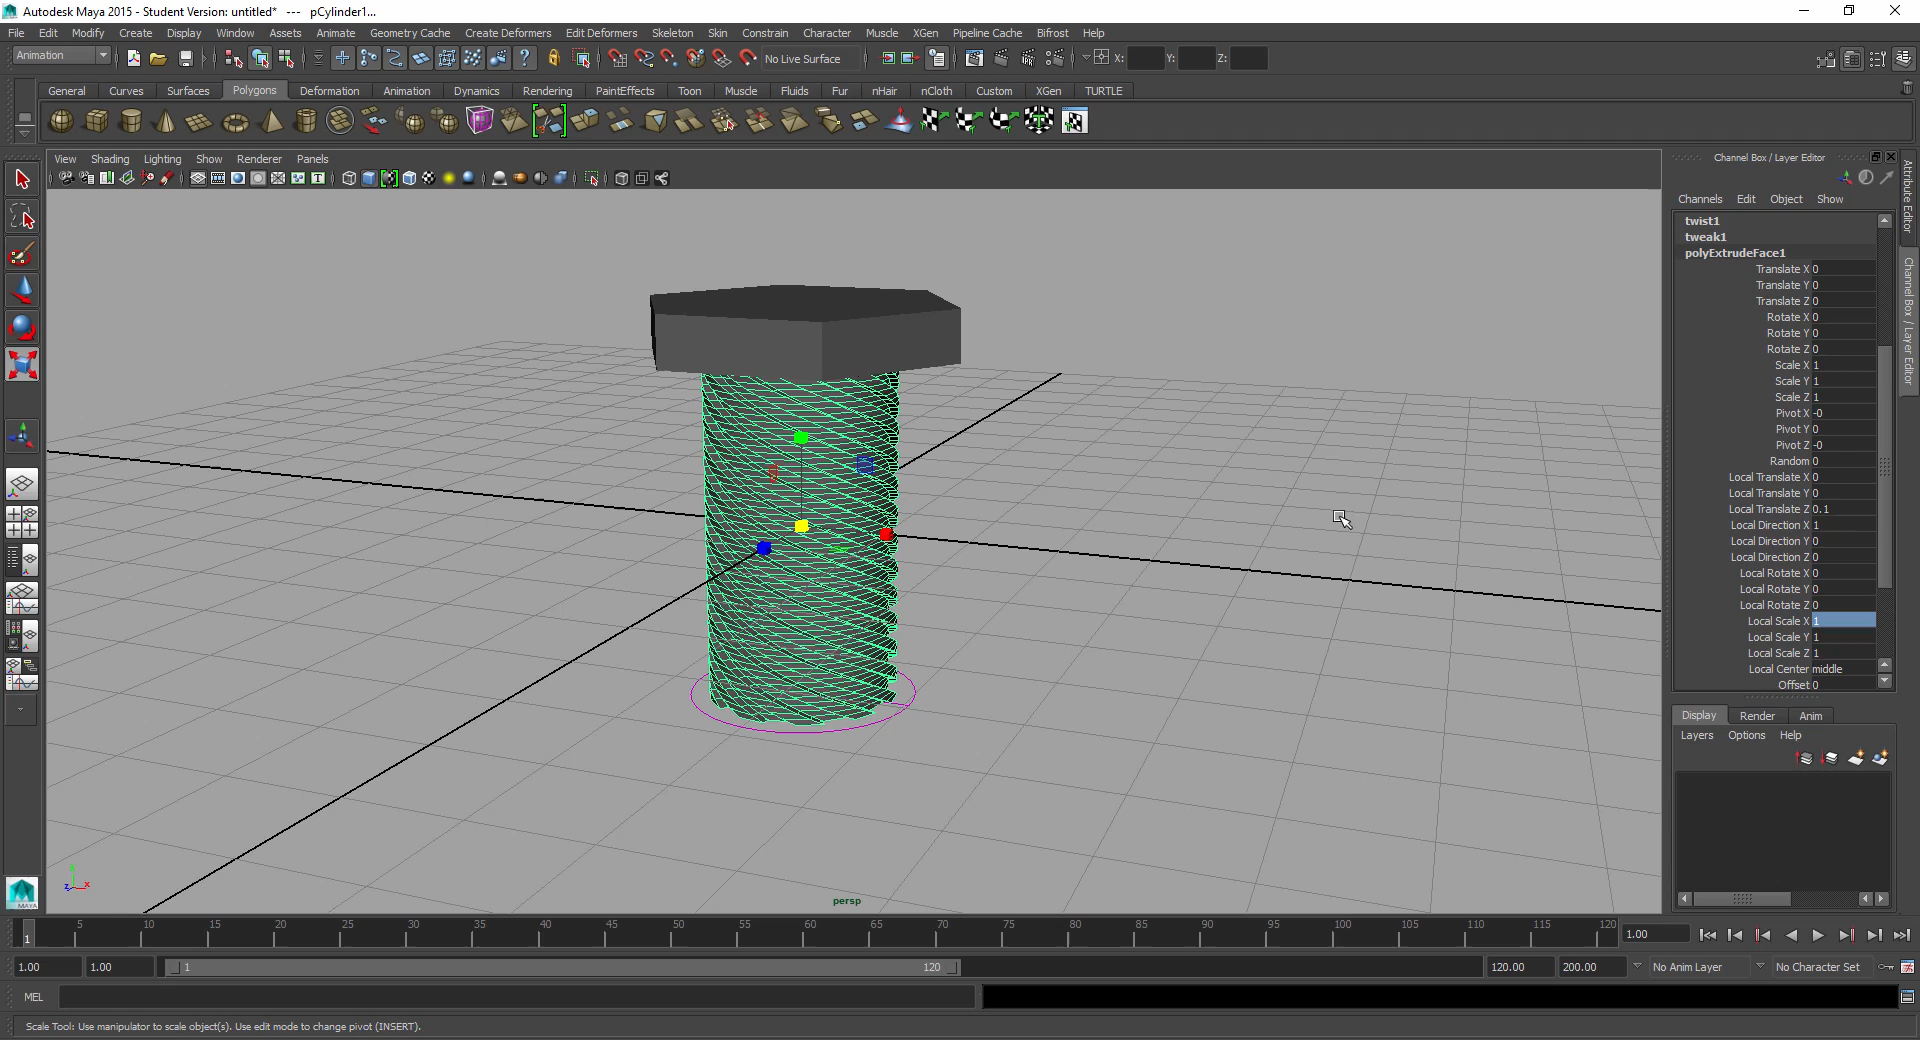 Autodesk Maya 2015 - Student Version: untitled* --- pCylinder1...
File Edit Modify Create Display Window Assets Animate Geometry Cache Create Deformers Edit Deformers Skeleton Skin Constrain Character Muscle XGen Pipeline Cache Bifrost Help
Animation No Live Surface X: Y: Z:
General Curves Surfaces Polygons Deformation Animation Dynamics Rendering PaintEffects Toon Muscle Fluids Fur nHair nCloth Custom XGen TURTLE
View Shading Lighting Show Renderer Panels
Channel Box / Layer Editor
Channels Edit Object Show
twist1
tweak1
polyExtrudeFace1
Translate X 0
Translate Y 0
Translate Z 0
Rotate X 0
Rotate Y 0
Rotate Z 0
Scale X 1
Scale Y 1
Scale Z 1
Pivot X -0
Pivot Y 0
Pivot Z -0
Random 0
Local Translate X 0
Local Translate Y 0
Local Translate Z 0.1
Local Direction X 1
Local Direction Y 0
Local Direction Z 0
Local Rotate X 0
Local Rotate Y 0
Local Rotate Z 0
Local Scale X 1
Local Scale Y 1
Local Scale Z 1
Local Center middle
Offset 0
Attribute Editor
Channel Box / Layer Editor
Display Render Anim
Layers Options Help
persp
y
z x
MAYA
1 5 10 15 20 25 30 35 40 45 50 55 60 65 70 75 80 85 90 95 100 105 110 115 120 1.00
1.00 1.00 1 120 120.00 200.00 No Anim Layer No Character Set
MEL
Scale Tool: Use manipulator to scale object(s). Use edit mode to change pivot (INSERT).